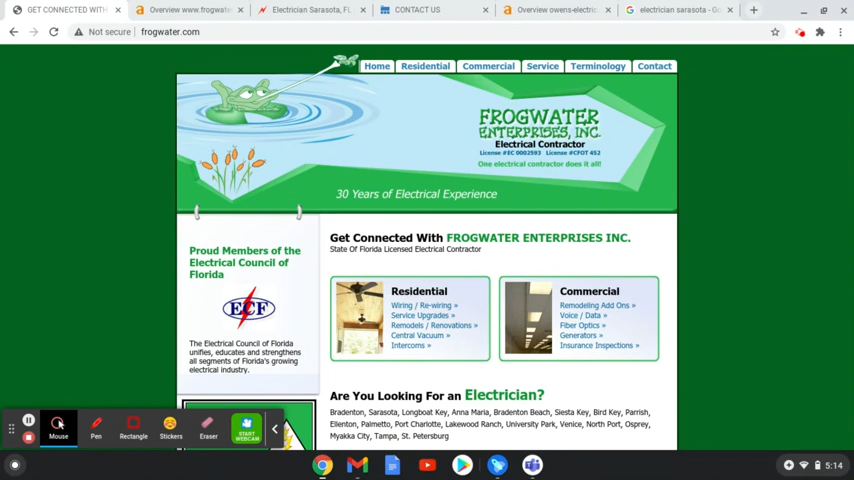 GET CONNECTED WITH
Overview www.frogwate
Electrician Sarasota, FL
CONTACT US
Overview owens-electric
electrician sarasota - Go
Not secure
frogwater.com
Home
Residential
Commercial
Service
Terminology
Contact
FROGWATER
ENTERPRISES, INC.
Electrical Contractor
License #EC 0002593 License #CFOT 452
One electrical contractor does it all!
30 Years of Electrical Experience
Proud Members of the
Electrical Council of
Florida
ECF
The Electrical Council of Florida
unifies, educates and strengthens
all segments of Florida's growing
electrical industry.
Get Connected With FROGWATER ENTERPRISES INC.
State Of Florida Licensed Electrical Contractor
Residential
Wiring / Re-wiring »
Service Upgrades »
Remodels / Renovations »
Central Vacuum »
Intercoms »
Commercial
Remodeling Add Ons »
Voice / Data »
Fiber Optics »
Generators »
Insurance Inspections »
Are You Looking For an Electrician?
Bradenton, Sarasota, Longboat Key, Anna Maria, Bradenton Beach, Siesta Key, Bird Key, Parrish,
Ellenton, Palmetto, Port Charlotte, Lakewood Ranch, University Park, Venice, North Port, Osprey,
Myakka City, Tampa, St. Petersburg
Mouse
Pen
Rectangle
Stickers
Eraser
START
WEBCAM
5:14